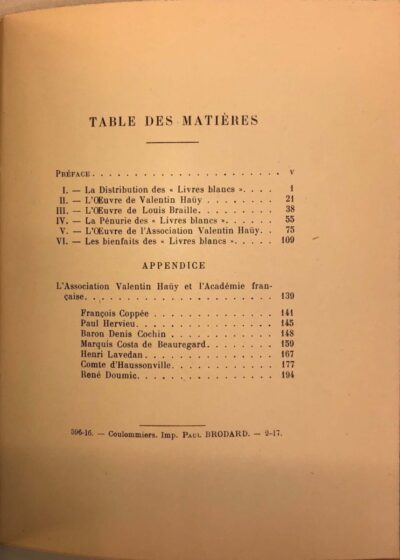 TABLE DES MATIÈRES
PRÉFACE. . . . . . . . . . . . . . . . . . . . . . . v
I. — La Distribution des « Livres blancs ». . . . 1
II. — L'Œuvre de Valentin Haüy . . . . . . . . 21
III. — L'Œuvre de Louis Braille. . . . . . . . . 38
IV. — La Pénurie des « Livres blancs ». . . . . 55
V. — L'Œuvre de l'Association Valentin Haüy. . 75
VI. — Les bienfaits des « Livres blancs ». . . . . 109
APPENDICE
L'Association Valentin Haüy et l'Académie fran-
çaise. . . . . . . . . . . . . . . . . . . . . . 139
François Coppée . . . . . . . . . . . . . 141
Paul Hervieu. . . . . . . . . . . . . . . 145
Baron Denis Cochin . . . . . . . . . . . 148
Marquis Costa de Beauregard. . . . . . . 159
Henri Lavedan. . . . . . . . . . . . . . 167
Comte d'Haussonville. . . . . . . . . . . 177
René Doumic. . . . . . . . . . . . . . . 194
596-16. — Coulommiers. Imp. PAUL BRODARD. — 2-17.